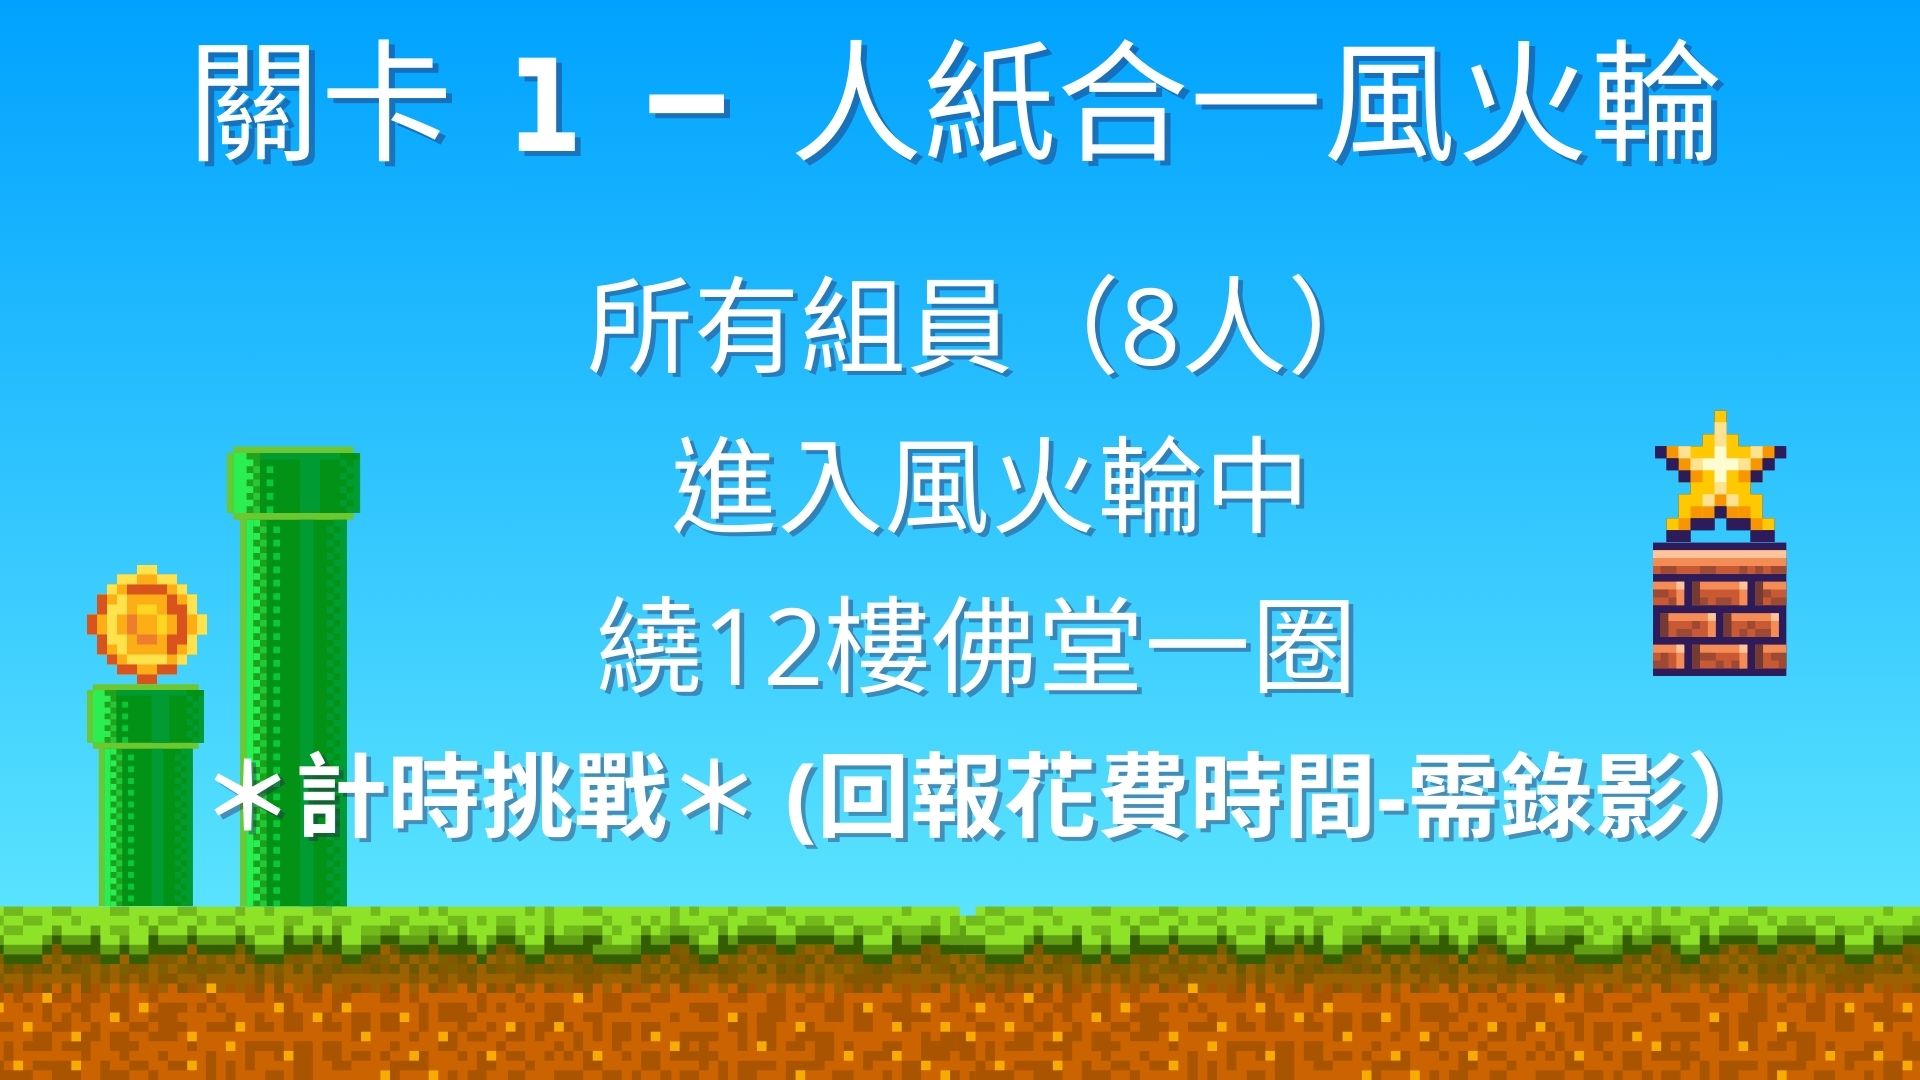 關卡 1 - 人紙合一風火輪
所有組員（8人）
進入風火輪中
繞12樓佛堂一圈
＊計時挑戰＊ (回報花費時間-需錄影）